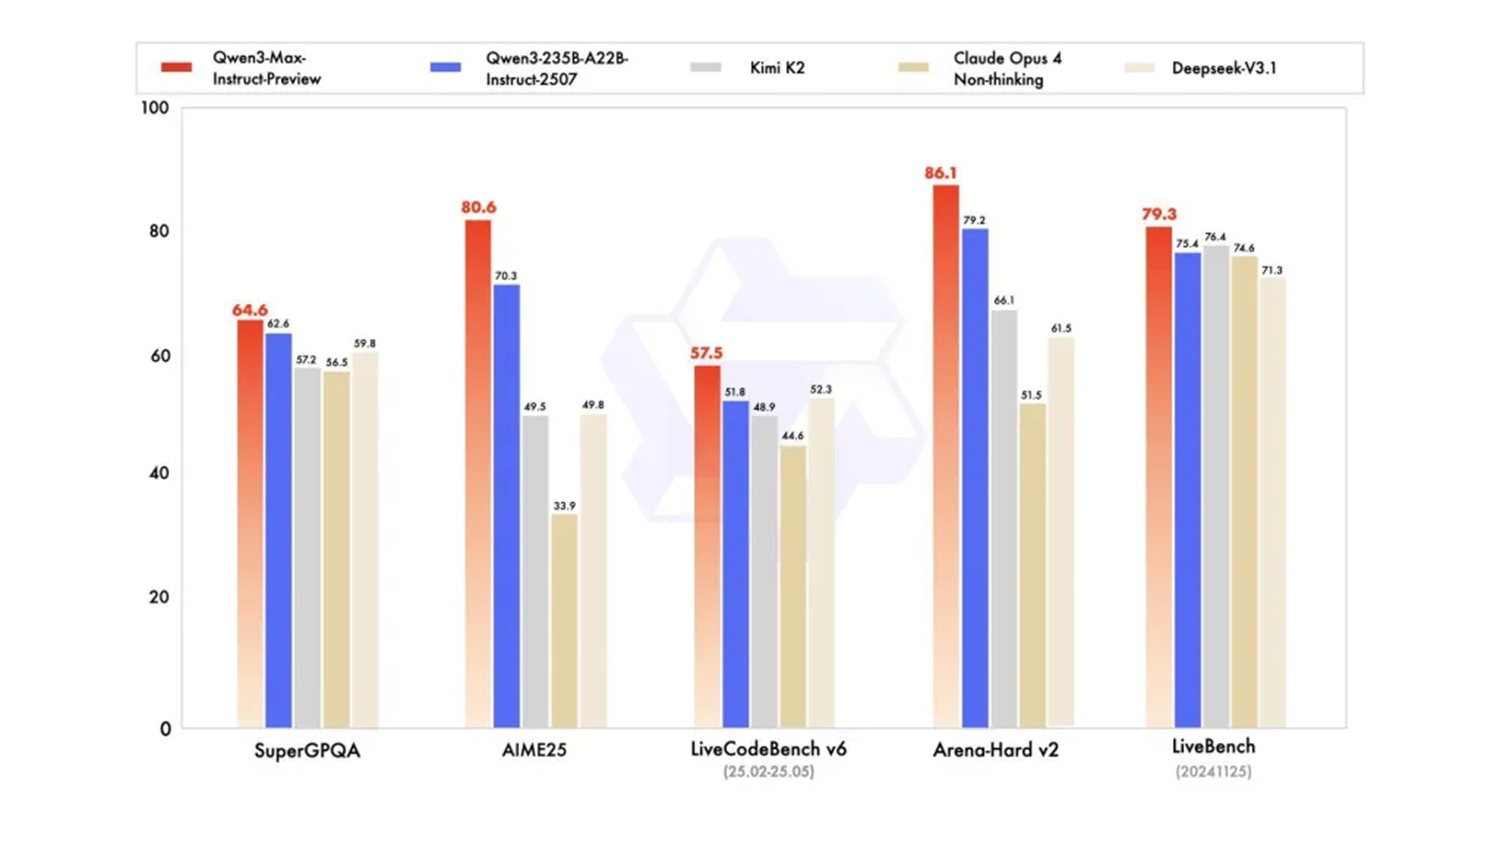 Qwen3-Max-
Instruct-Preview
Qwen3-235B-A22B-
Instruct-2507
Kimi K2
Claude Opus 4
Non-thinking
Deepseek-V3.1
100
80
60
40
20
0
64.6
62.6
57.2
56.5
59.8
80.6
70.3
49.5
33.9
49.8
57.5
51.8
48.9
44.6
52.3
86.1
79.2
66.1
51.5
61.5
79.3
75.4
76.4
74.6
71.3
SuperGPQA
AIME25
LiveCodeBench v6
(25.02-25.05)
Arena-Hard v2
LiveBench
(20241125)